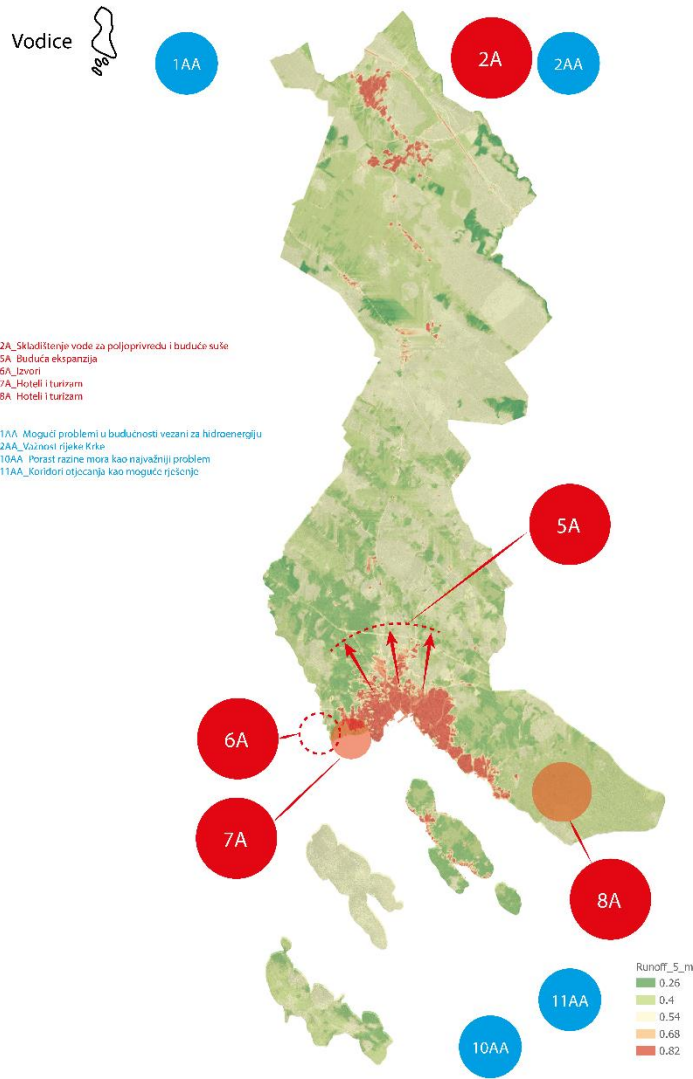 Vodice
1AA
2A
2AA
2A_Skladištenje vode za poljoprivredu i buduće suše
5A Buduća ekspanzija
6A_Izvori
7A_Hoteli i turizam
8A Hoteli i turizam
1AA Mogući problemi u budućnosti vezani za hidroenergiju
2AA_Važnost rijeke Krke
10AA Porast razine mora kao najvažniji problem
11AA_Koridori otjecanja kao moguće rješenje
5A
6A
7A
8A
11AA
10AA
Runoff_5_m
0.26
0.4
0.54
0.68
0.82